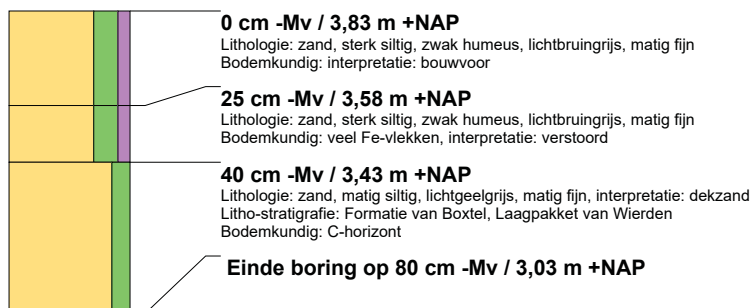 0 cm -Mv / 3,83 m +NAP
Lithologie: zand, sterk siltig, zwak humeus, lichtbruingrijs, matig fijn
Bodemkundig: interpretatie: bouwvoor
25 cm -Mv / 3,58 m +NAP
Lithologie: zand, sterk siltig, zwak humeus, lichtbruingrijs, matig fijn
Bodemkundig: veel Fe-vlekken, interpretatie: verstoord
40 cm -Mv / 3,43 m +NAP
Lithologie: zand, matig siltig, lichtgeelgrijs, matig fijn, interpretatie: dekzand
Litho-stratigrafie: Formatie van Boxtel, Laagpakket van Wierden
Bodemkundig: C-horizont
Einde boring op 80 cm -Mv / 3,03 m +NAP